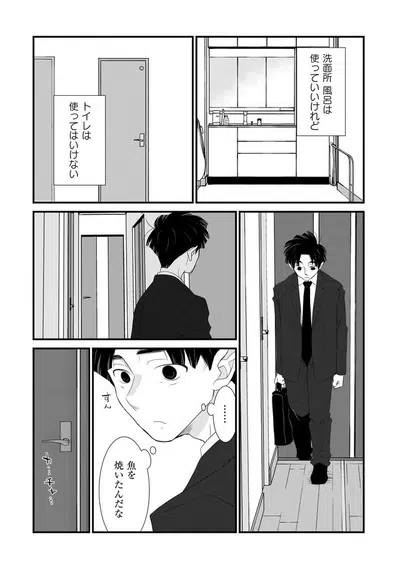 洗面所 風呂は
使っていいけれど
トイレは
使ってはいけない
……
すん
魚を
焼いたんだな